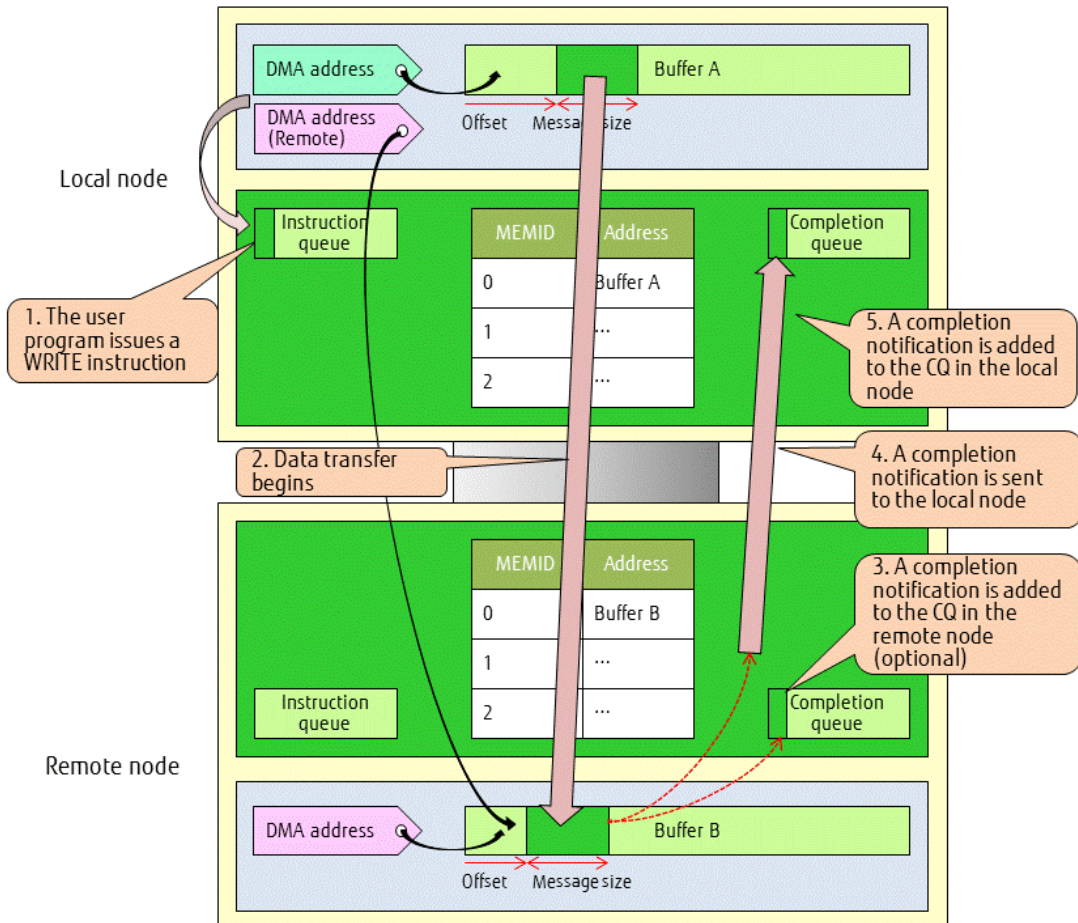 DMA address
Buffer A
DMA address
(Remote)
Offset
Message size
Local node
Instruction
queue
MEMID
Address
Completion
queue
0
Buffer A
1
...
2
...
1. The user
program issues a
WRITE instruction
5. A completion
notification is added
to the CQ in the local
node
2. Data transfer
begins
4. A completion
notification is sent
to the local node
MEMID
Address
3. A completion
notification is added
to the CQ in the
remote node
(optional)
0
Buffer B
1
...
2
...
Instruction
queue
Completion
queue
Remote node
DMA address
Buffer B
Offset
Message size